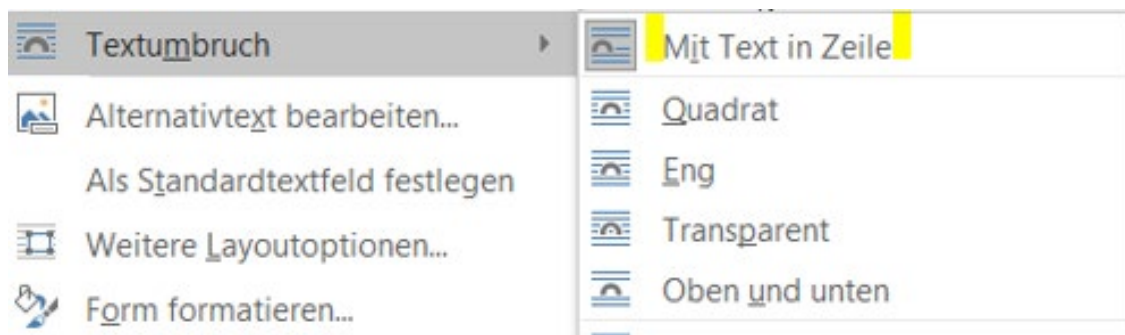 Textumbruch
Alternativtext bearbeiten...
Als Standardtextfeld festlegen
Weitere Layoutoptionen...
Form formatieren...
Mit Text in Zeile
Quadrat
Eng
Transparent
Oben und unten